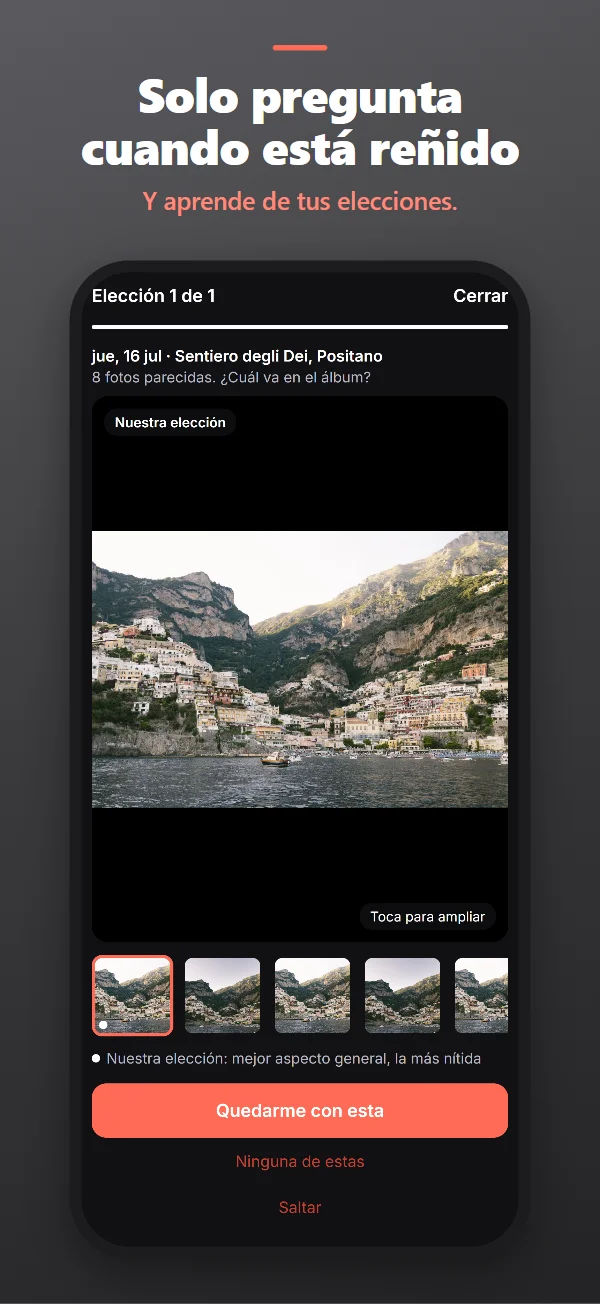 Solo pregunta
cuando está reñido
Y aprende de tus elecciones.
Elección 1 de 1
Cerrar
jue, 16 jul · Sentiero degli Dei, Positano
8 fotos parecidas. ¿Cuál va en el álbum?
Nuestra elección
Toca para ampliar
Nuestra elección: mejor aspecto general, la más nítida
Quedarme con esta
Ninguna de estas
Saltar